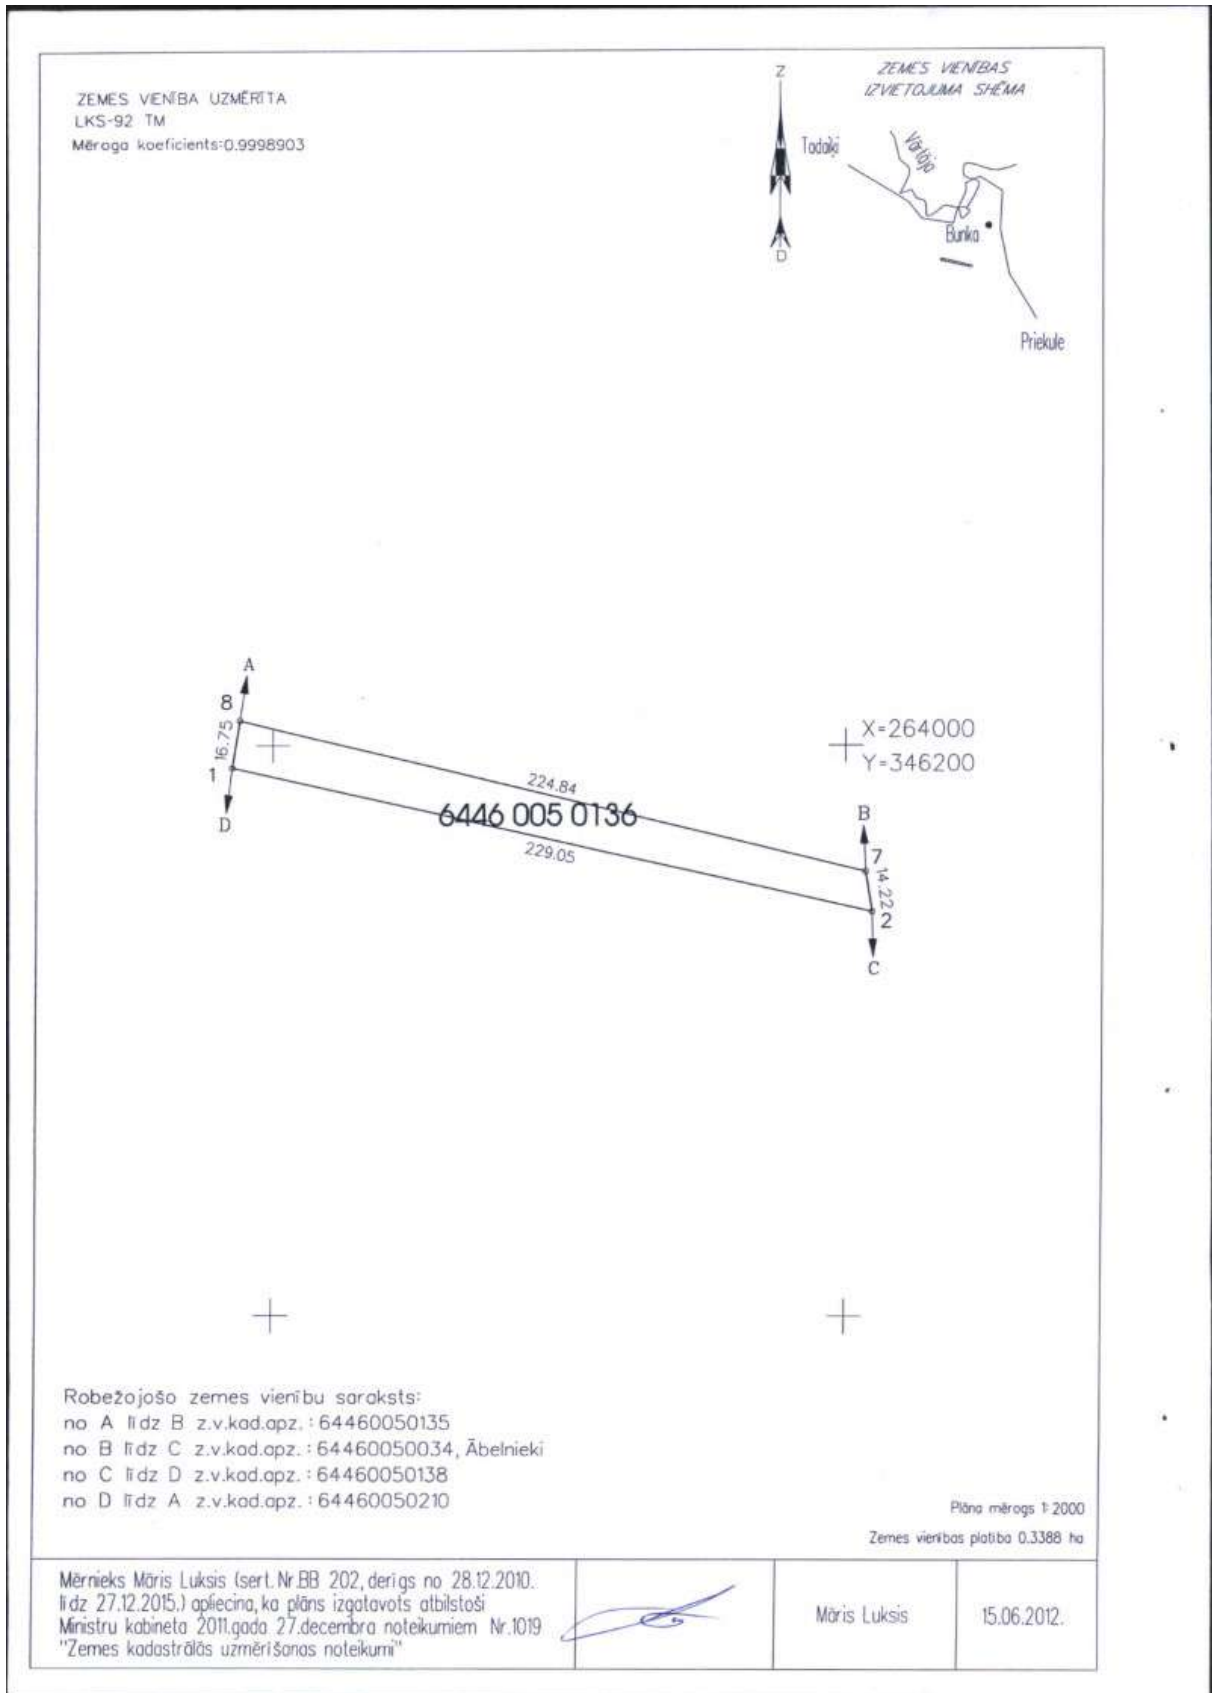 ZEMES VIENĪBA UZMĒRĪTA
LKS-92 TM
Mēroga koeficients:0.9998903
Z
D
ZEMES VIENĪBAS
IZVIETOJUMA SHĒMA
Tadaiķi
Vārtāja
Bunka
Priekule
A
8
16.75
1
D
224.84
6446 005 0136
229.05
X=264000
Y=346200
B
7
14.22
2
C
Robežojošo zemes vienību saraksts:
no A līdz B z.v.kad.apz.:64460050135
no B līdz C z.v.kad.apz.:64460050034, Ābelnieki
no C līdz D z.v.kad.apz.:64460050138
no D līdz A z.v.kad.apz.:64460050210
Plāna mērogs 1:2000
Zemes vienības platība 0.3388 ha
Mērnieks Māris Luksis (sert. Nr.BB 202, derīgs no 28.12.2010.
līdz 27.12.2015.) apliecina, ka plāns izgatavots atbilstoši
Ministru kabineta 2011.gada 27.decembra noteikumiem Nr.1019
"Zemes kadastrālās uzmērīšanas noteikumi"
Māris Luksis
15.06.2012.